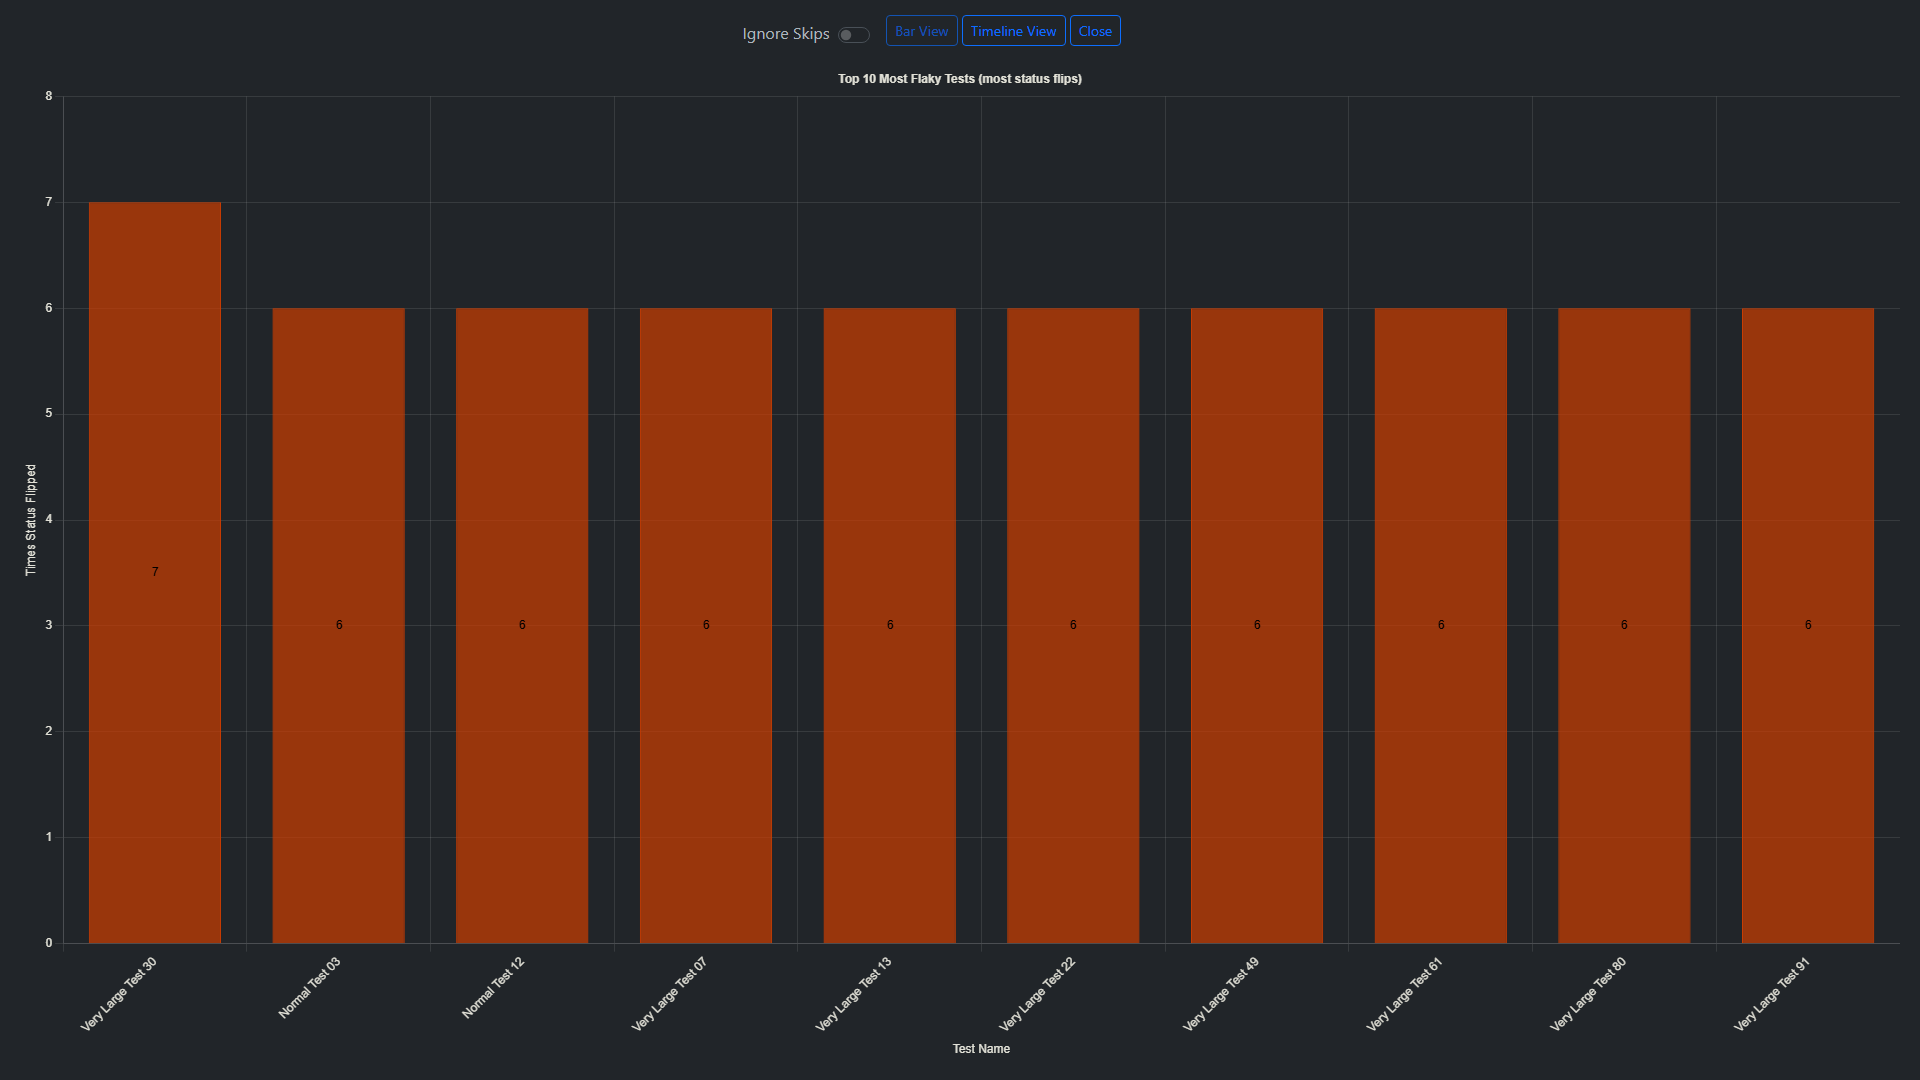 Ignore Skips
Bar View
Timeline View
Close
Top 10 Most Flaky Tests (most status flips)
8
7
6
5
4
3
2
1
0
Times Status Flipped
7
6
6
6
6
6
6
6
6
6
Very Large Test 30
Normal Test 03
Normal Test 12
Very Large Test 07
Very Large Test 13
Very Large Test 22
Very Large Test 49
Very Large Test 61
Very Large Test 80
Very Large Test 91
Test Name